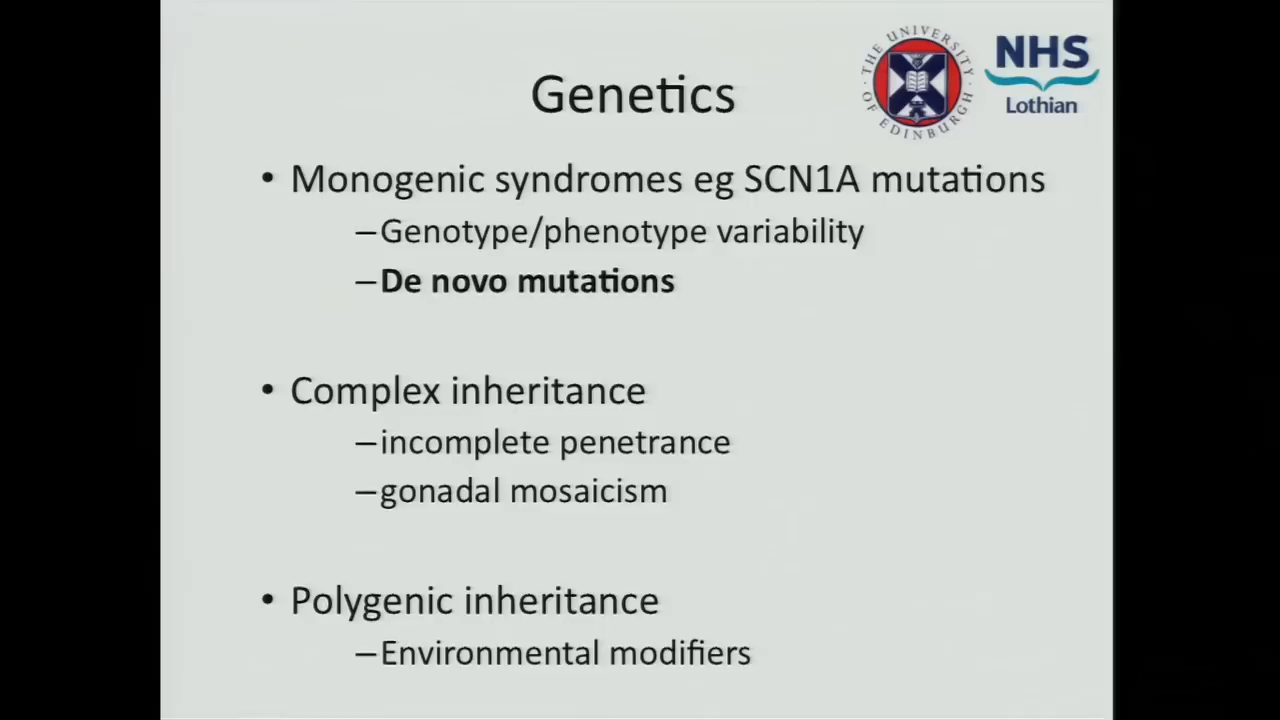 THE UNIVERSITY OF EDINBURGH
NHS
Lothian
Genetics
• Monogenic syndromes eg SCN1A mutations
–Genotype/phenotype variability
–De novo mutations
• Complex inheritance
–incomplete penetrance
–gonadal mosaicism
• Polygenic inheritance
–Environmental modifiers